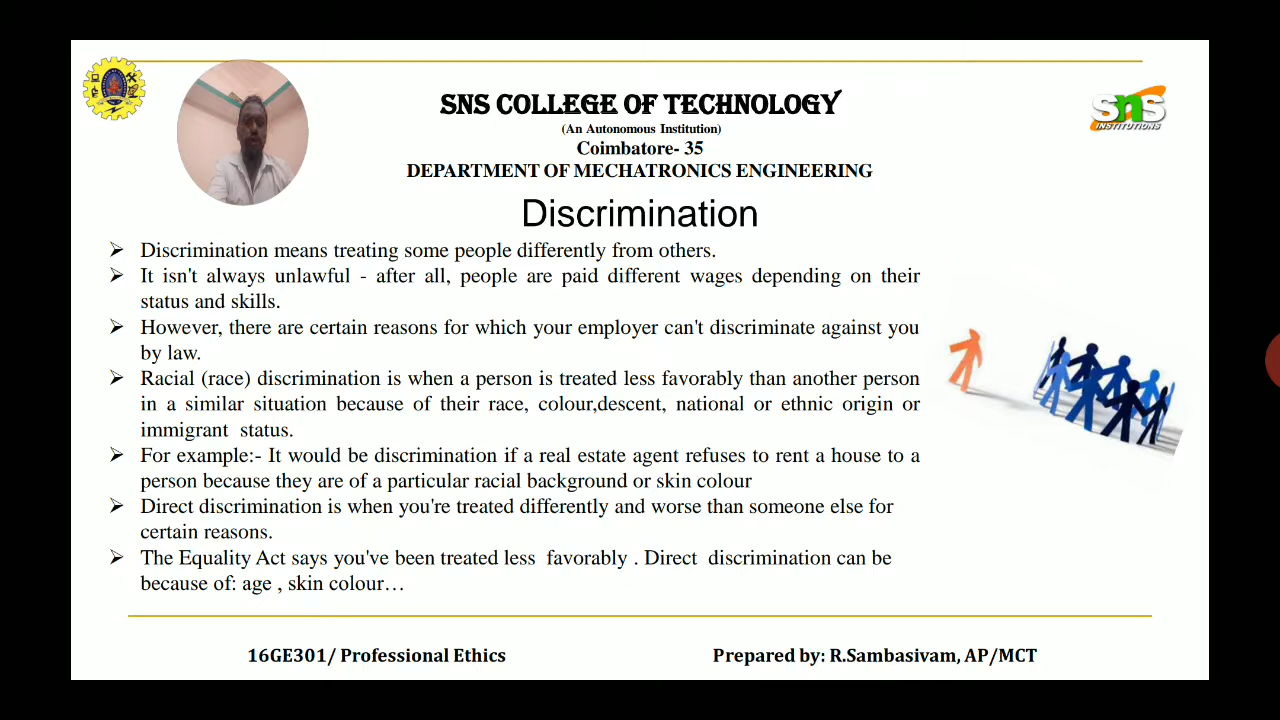 SNS COLLEGE OF TECHNOLOGY
(An Autonomous Institution)
Coimbatore- 35
DEPARTMENT OF MECHATRONICS ENGINEERING
sns
INSTITUTIONS
Discrimination
➢ Discrimination means treating some people differently from others.
➢ It isn't always unlawful - after all, people are paid different wages depending on their
status and skills.
➢ However, there are certain reasons for which your employer can't discriminate against you
by law.
➢ Racial (race) discrimination is when a person is treated less favorably than another person
in a similar situation because of their race, colour,descent, national or ethnic origin or
immigrant status.
➢ For example:- It would be discrimination if a real estate agent refuses to rent a house to a
person because they are of a particular racial background or skin colour
➢ Direct discrimination is when you're treated differently and worse than someone else for
certain reasons.
➢ The Equality Act says you've been treated less favorably . Direct discrimination can be
because of: age , skin colour…
16GE301/ Professional Ethics
Prepared by: R.Sambasivam, AP/MCT